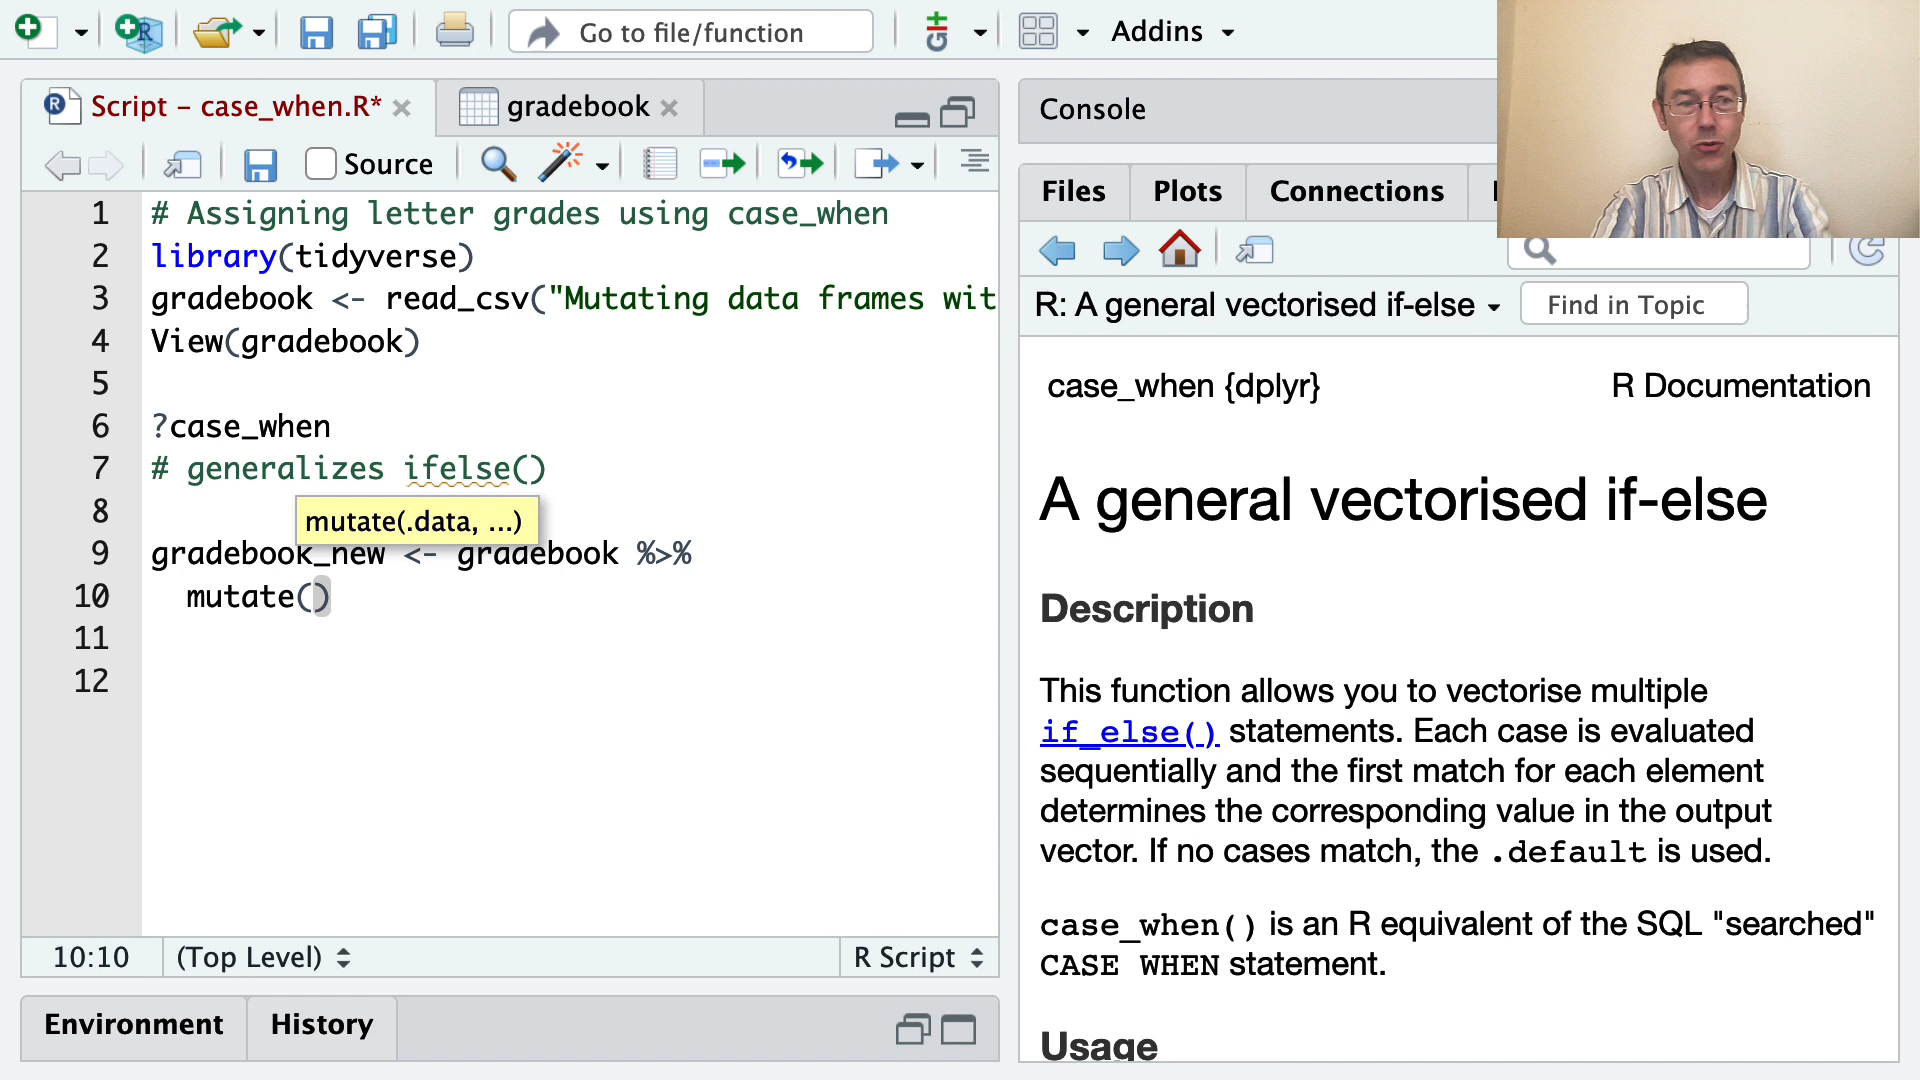 Go to file/function
Addins
Script - case_when.R*
gradebook
Source
1 # Assigning letter grades using case_when
2 library(tidyverse)
3 gradebook <- read_csv("Mutating data frames wit
4 View(gradebook)
5
6 ?case_when
7 # generalizes ifelse()
8
mutate(.data, ...)
9 gradebook_new <- gradebook %>%
10 mutate()
11
12
10:10 (Top Level) R Script
Environment History
Console
Files Plots Connections
R: A general vectorised if-else Find in Topic
case_when {dplyr} R Documentation
A general vectorised if-else
Description
This function allows you to vectorise multiple
if_else() statements. Each case is evaluated
sequentially and the first match for each element
determines the corresponding value in the output
vector. If no cases match, the .default is used.
case_when() is an R equivalent of the SQL "searched"
CASE WHEN statement.
Usage